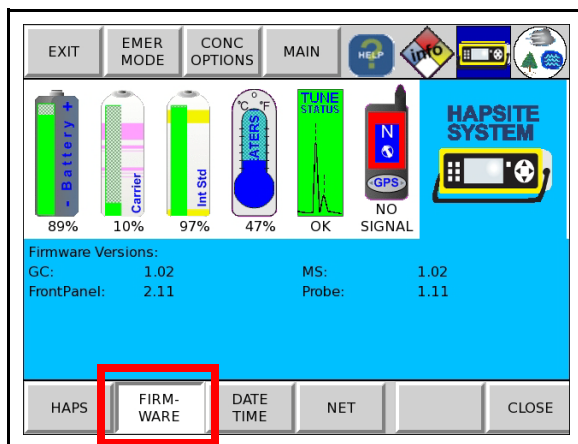 EXIT
EMER
MODE
CONC
OPTIONS
MAIN
HELP
info
- Battery +
Carrier
Int Std
°C °F
HEATERS
TUNE
STATUS
N
GPS
HAPSITE
SYSTEM
89%
10%
97%
47%
OK
NO
SIGNAL
Firmware Versions:
GC: 1.02 MS: 1.02
FrontPanel: 2.11 Probe: 1.11
HAPS
FIRM-
WARE
DATE
TIME
NET
CLOSE